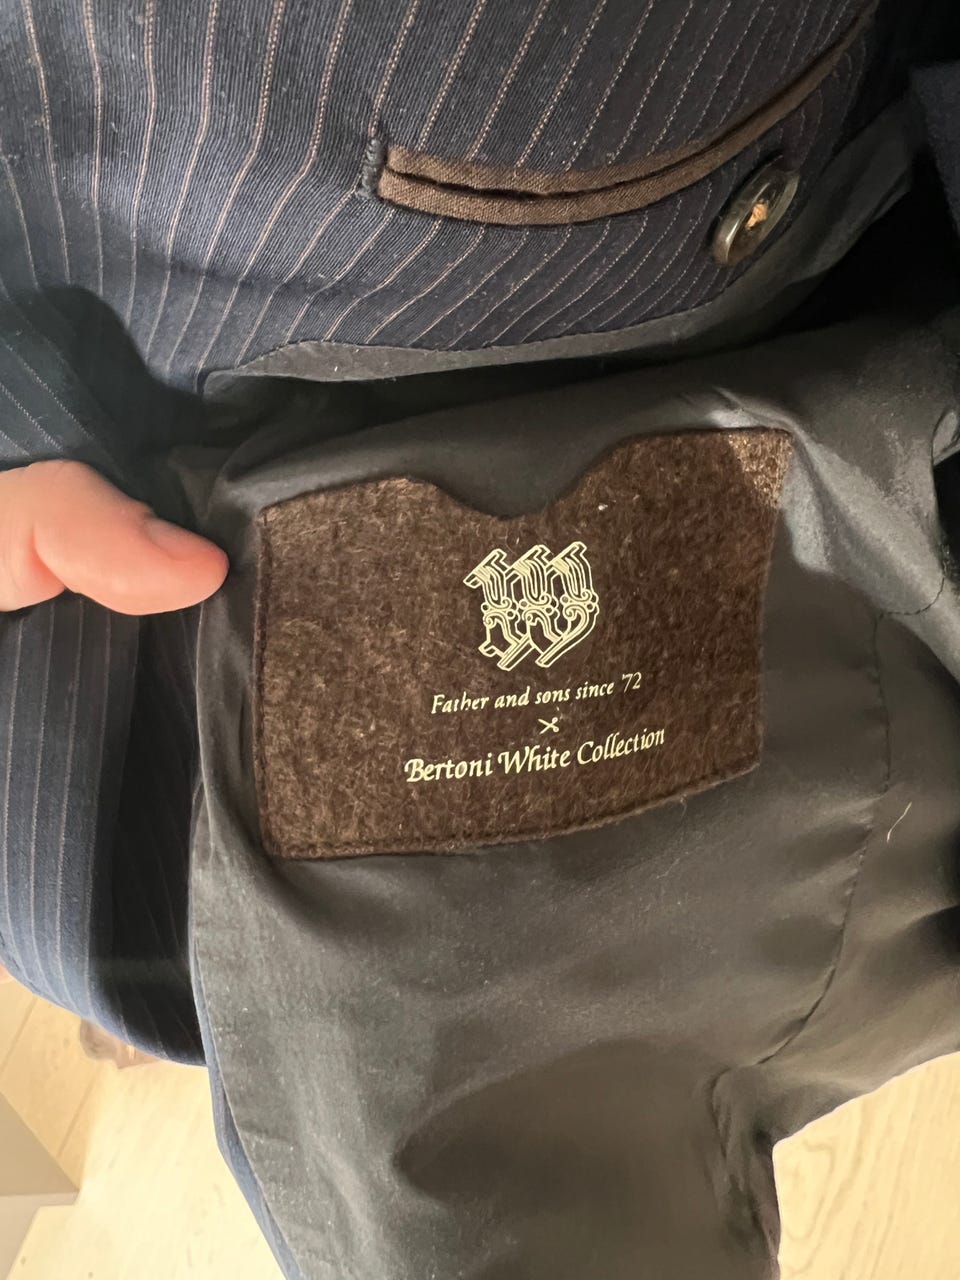 W
Father and sons since '72
Bertoni White Collection